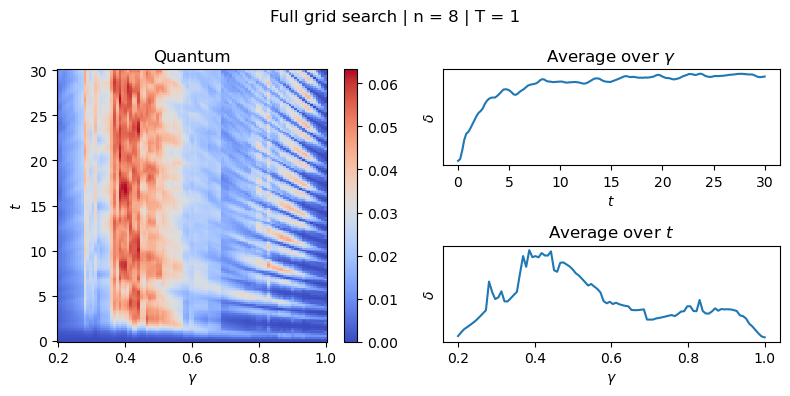 Full grid search | n = 8 | T = 1
Quantum
30
25
20
15
10
5
0
t
0.2 0.4 0.6 0.8 1.0
γ
0.06
0.05
0.04
0.03
0.02
0.01
0.00
Average over γ
δ
0 5 10 15 20 25 30
t
Average over t
δ
0.2 0.4 0.6 0.8 1.0
γ